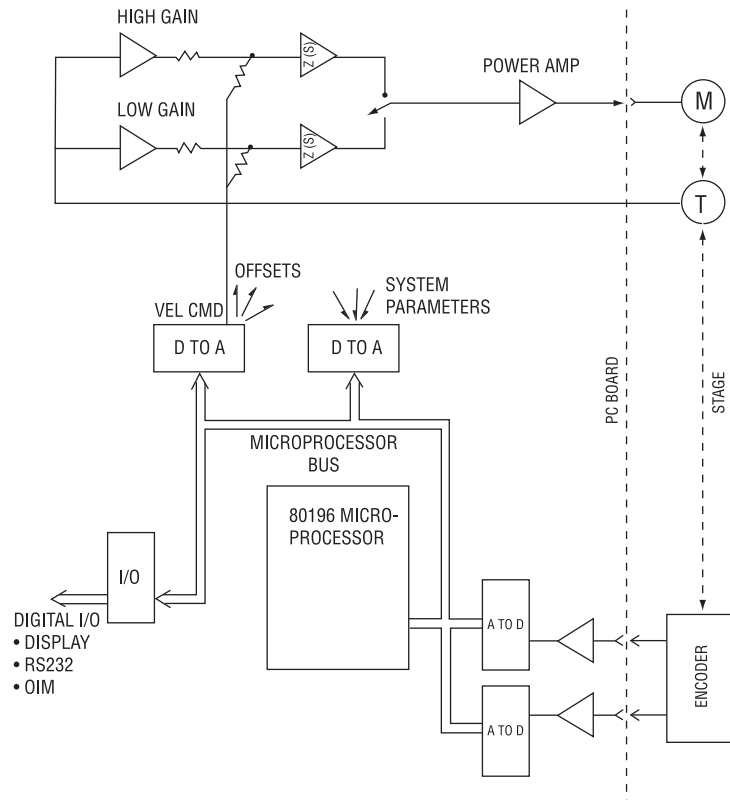 HIGH GAIN
Z (S)
POWER AMP
M
LOW GAIN
Z (S)
T
OFFSETS
VEL CMD
SYSTEM
PARAMETERS
D TO A
D TO A
PC BOARD
STAGE
MICROPROCESSOR
BUS
80196 MICRO-
PROCESSOR
I/O
DIGITAL I/O
• DISPLAY
• RS232
• OIM
A TO D
A TO D
ENCODER